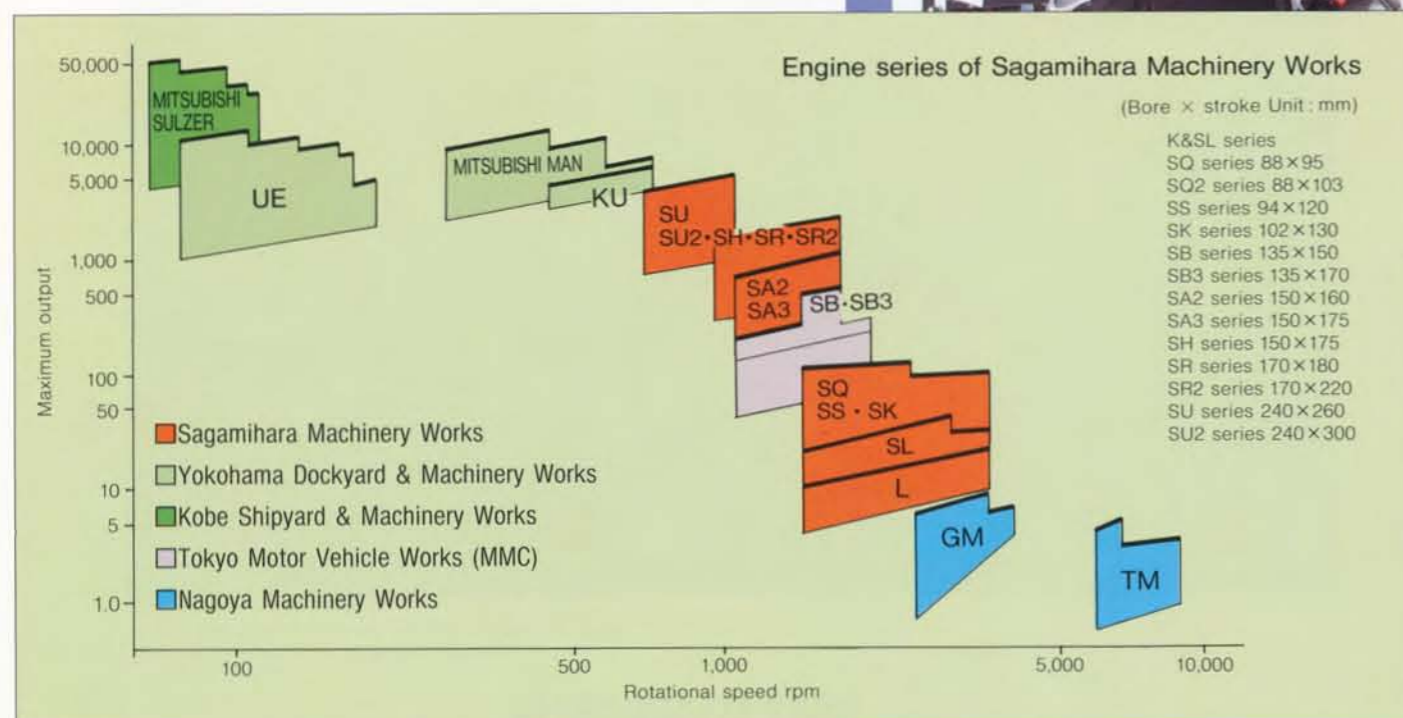 Engine series of Sagamihara Machinery Works
(Bore × stroke Unit : mm)
K&SL series
SQ series 88×95
SQ2 series 88×103
SS series 94×120
SK series 102×130
SB series 135×150
SB3 series 135×170
SA2 series 150×160
SA3 series 150×175
SH series 150×175
SR series 170×180
SR2 series 170×220
SU series 240×260
SU2 series 240×300
Maximum output
50,000
10,000
5,000
1,000
500
100
50
10
5
1.0
MITSUBISHI
SULZER
UE
MITSUBISHI MAN
KU
SU
SU2・SH・SR・SR2
SA2
SA3
SB・SB3
SQ
SS・SK
SL
L
GM
TM
Sagamihara Machinery Works
Yokohama Dockyard & Machinery Works
Kobe Shipyard & Machinery Works
Tokyo Motor Vehicle Works (MMC)
Nagoya Machinery Works
100
500
1,000
5,000
10,000
Rotational speed rpm